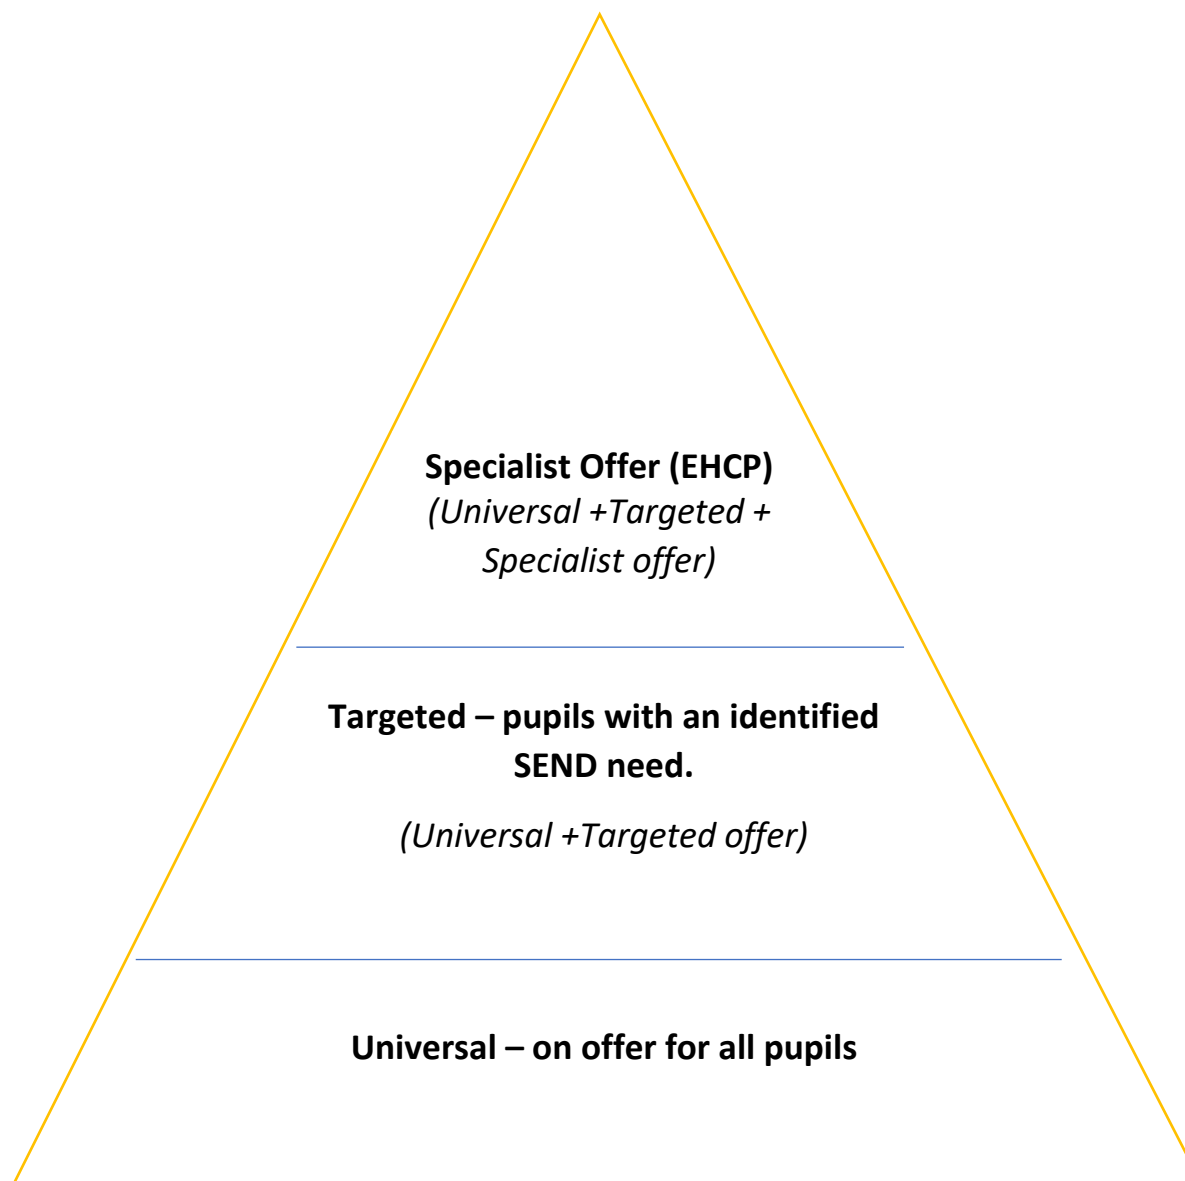 Specialist Offer (EHCP)
(Universal +Targeted +
Specialist offer)
Targeted – pupils with an identified
SEND need.
(Universal +Targeted offer)
Universal – on offer for all pupils